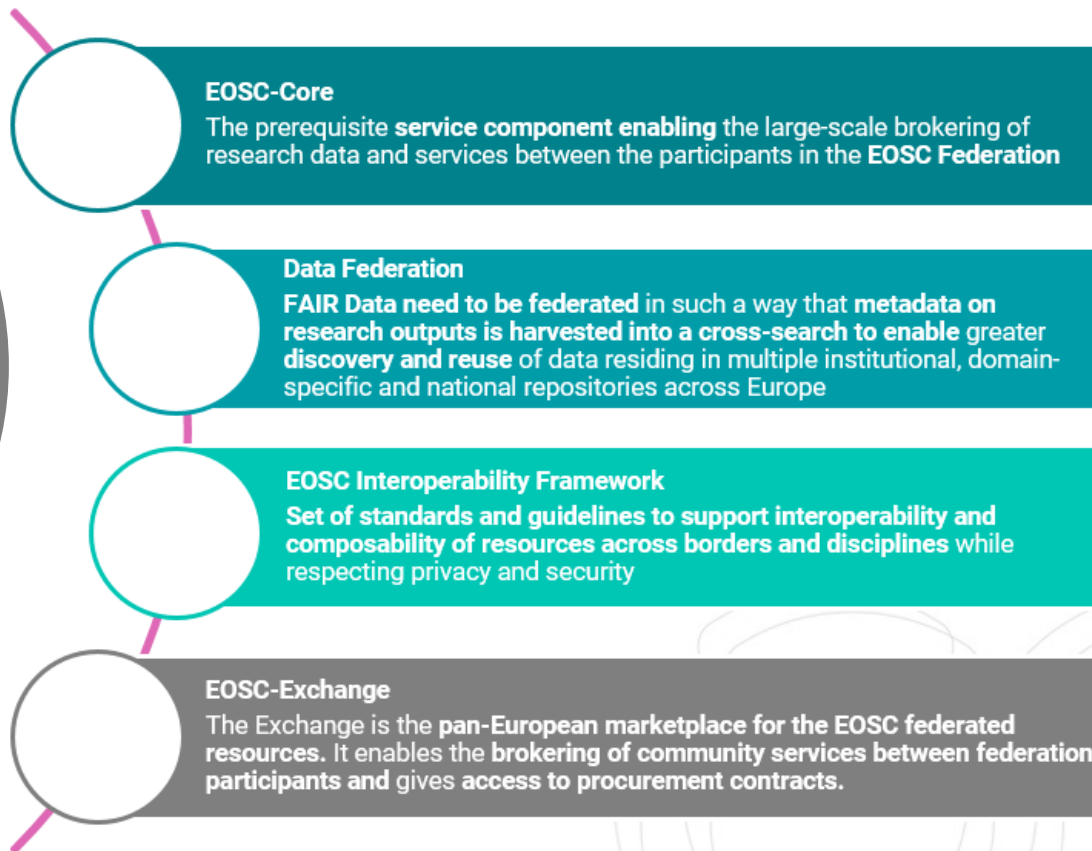 EOSC-Core
The prerequisite service component enabling the large-scale brokering of
research data and services between the participants in the EOSC Federation
Data Federation
FAIR Data need to be federated in such a way that metadata on
research outputs is harvested into a cross-search to enable greater
discovery and reuse of data residing in multiple institutional, domain-
specific and national repositories across Europe
EOSC Interoperability Framework
Set of standards and guidelines to support interoperability and
composability of resources across borders and disciplines while
respecting privacy and security
EOSC-Exchange
The Exchange is the pan-European marketplace for the EOSC federated
resources. It enables the brokering of community services between federation
participants and gives access to procurement contracts.